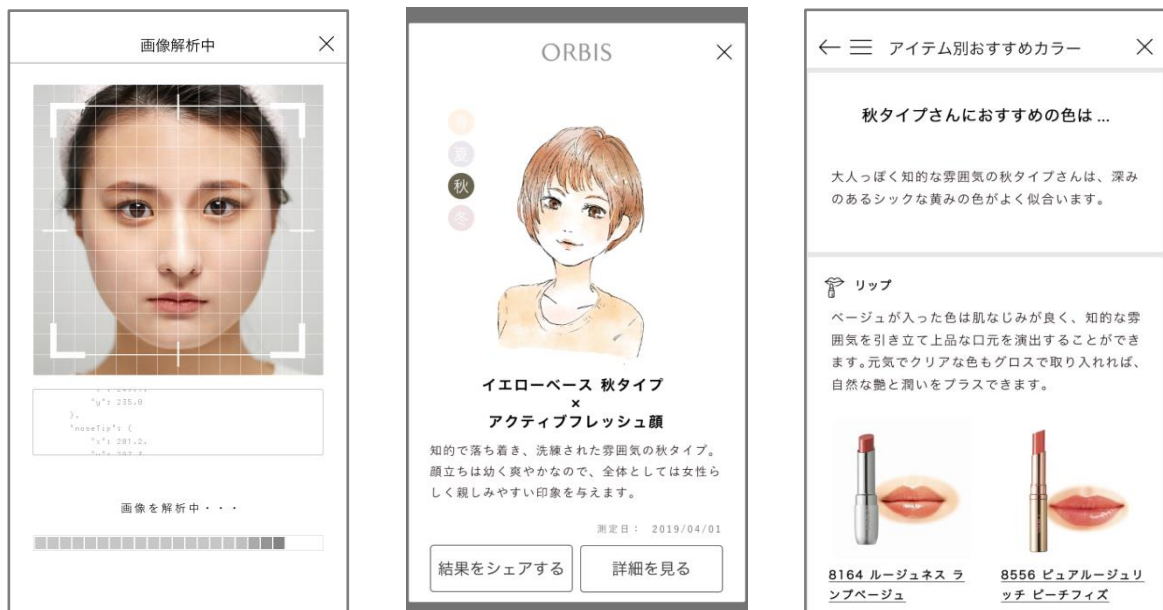 画像解析中
"y": 235.0
},
"noseTip": {
"x": 281.2,
画像を解析中・・・
ORBIS
夏
秋
冬
イエローベース 秋タイプ
×
アクティブフレッシュ顔
知的で落ち着き、洗練された雰囲気の秋タイプ。
顔立ちは幼く爽やかなので、全体としては女性ら
しく親しみやすい印象を与えます。
測定日： 2019/04/01
結果をシェアする
詳細を見る
アイテム別おすすめカラー
秋タイプさんにおすすめの色は ...
大人っぽく知的な雰囲気の秋タイプさんは、深み
のあるシックな黄みの色がよく似合います。
リップ
ベージュが入った色は肌なじみが良く、知的な雰
囲気を引き立て上品な口元を演出することができ
ます。元気でクリアな色もグロスで取り入れれば、
自然な艶と潤いをプラスできます。
8164 ルージュネス ラ
ンプベージュ
8556 ピュアルージュリ
ッチ ピーチフィズ